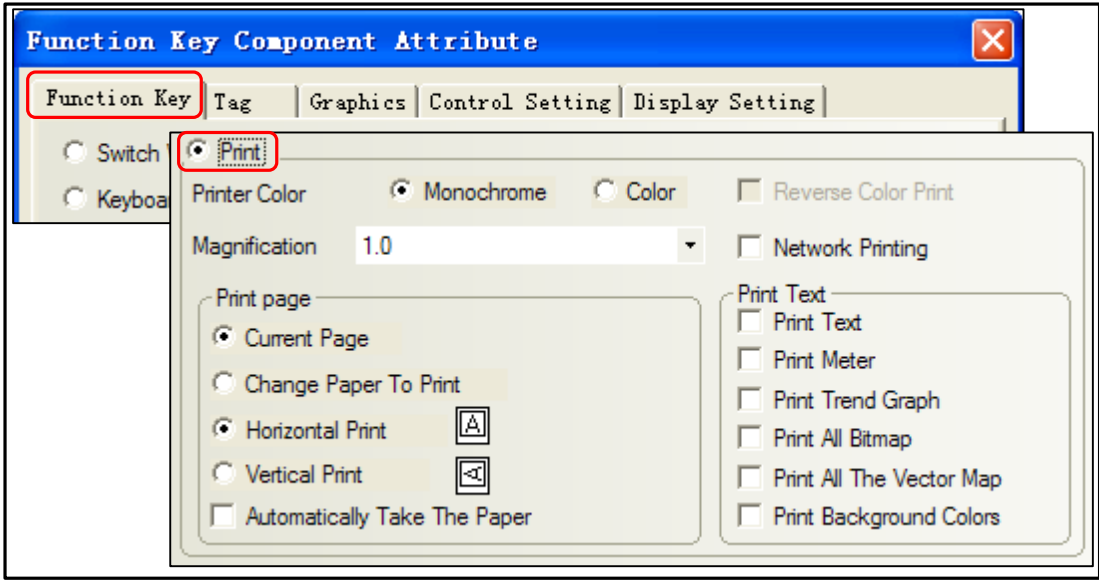 Function Key Component Attribute
Function Key Tag Graphics Control Setting Display Setting
Switch
Print
Printer Color Monochrome Color Reverse Color Print
Magnification 1.0 Network Printing
Print page
Current Page
Change Paper To Print
Horizontal Print A
Vertical Print A
Automatically Take The Paper
Print Text
Print Text
Print Meter
Print Trend Graph
Print All Bitmap
Print All The Vector Map
Print Background Colors